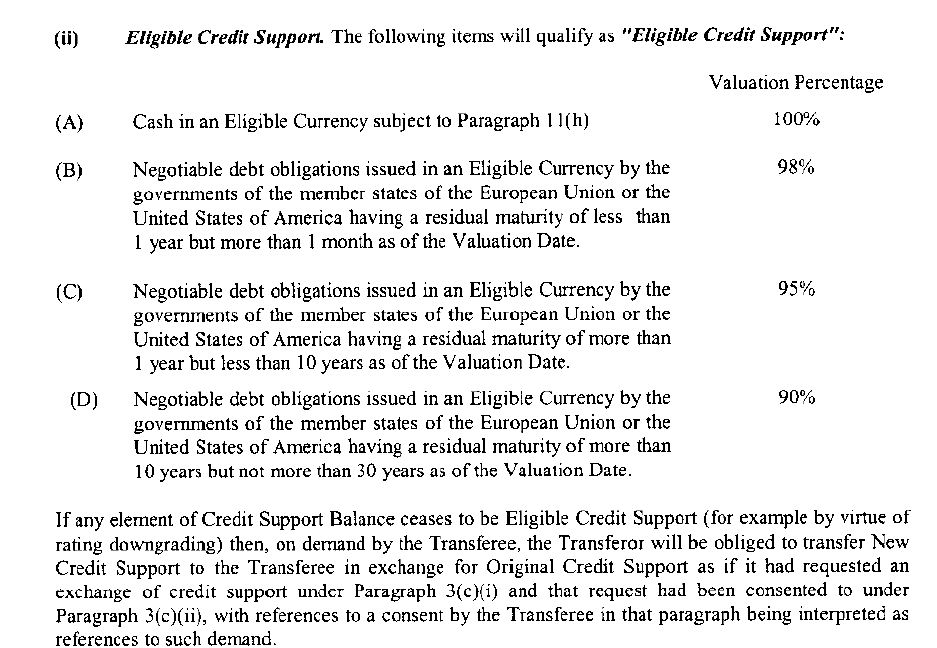 (ii) Eligible Credit Support. The following items will qualify as "Eligible Credit Support":
Valuation Percentage
(A) Cash in an Eligible Currency subject to Paragraph 11(h) 100%
(B) Negotiable debt obligations issued in an Eligible Currency by the 98%
governments of the member states of the European Union or the
United States of America having a residual maturity of less than
1 year but more than 1 month as of the Valuation Date.
(C) Negotiable debt obligations issued in an Eligible Currency by the 95%
governments of the member states of the European Union or the
United States of America having a residual maturity of more than
1 year but less than 10 years as of the Valuation Date.
(D) Negotiable debt obligations issued in an Eligible Currency by the 90%
governments of the member states of the European Union or the
United States of America having a residual maturity of more than
10 years but not more than 30 years as of the Valuation Date.
If any element of Credit Support Balance ceases to be Eligible Credit Support (for example by virtue of
rating downgrading) then, on demand by the Transferee, the Transferor will be obliged to transfer New
Credit Support to the Transferee in exchange for Original Credit Support as if it had requested an
exchange of credit support under Paragraph 3(c)(i) and that request had been consented to under
Paragraph 3(c)(ii), with references to a consent by the Transferee in that paragraph being interpreted as
references to such demand.